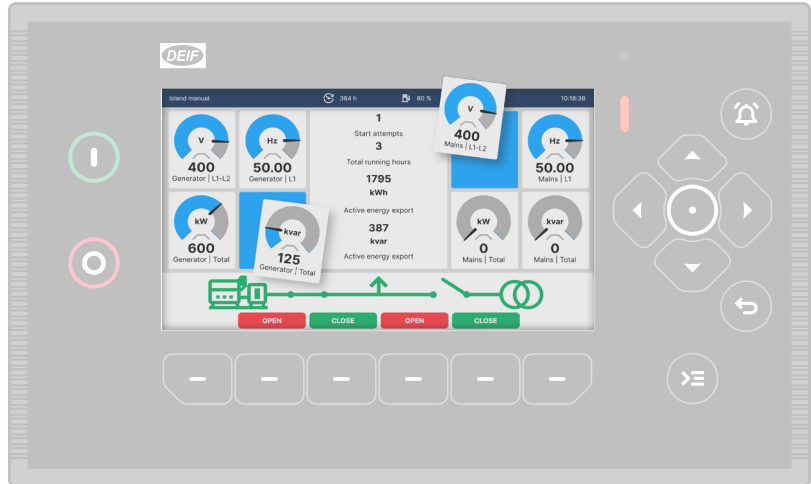 DEIF
Island manual
364 h
80 %
10:18:38
V
400
Generator | L1-L2
Hz
50.00
Generator | L1
1
Start attempts
3
Total running hours
1795
kWh
Active energy export
387
kvar
Active energy export
V
400
Mains | L1-L2
Hz
50.00
Mains | L1
kW
600
Generator | Total
kvar
125
Generator | Total
kW
0
Mains | Total
kvar
0
Mains | Total
OPEN
CLOSE
OPEN
CLOSE